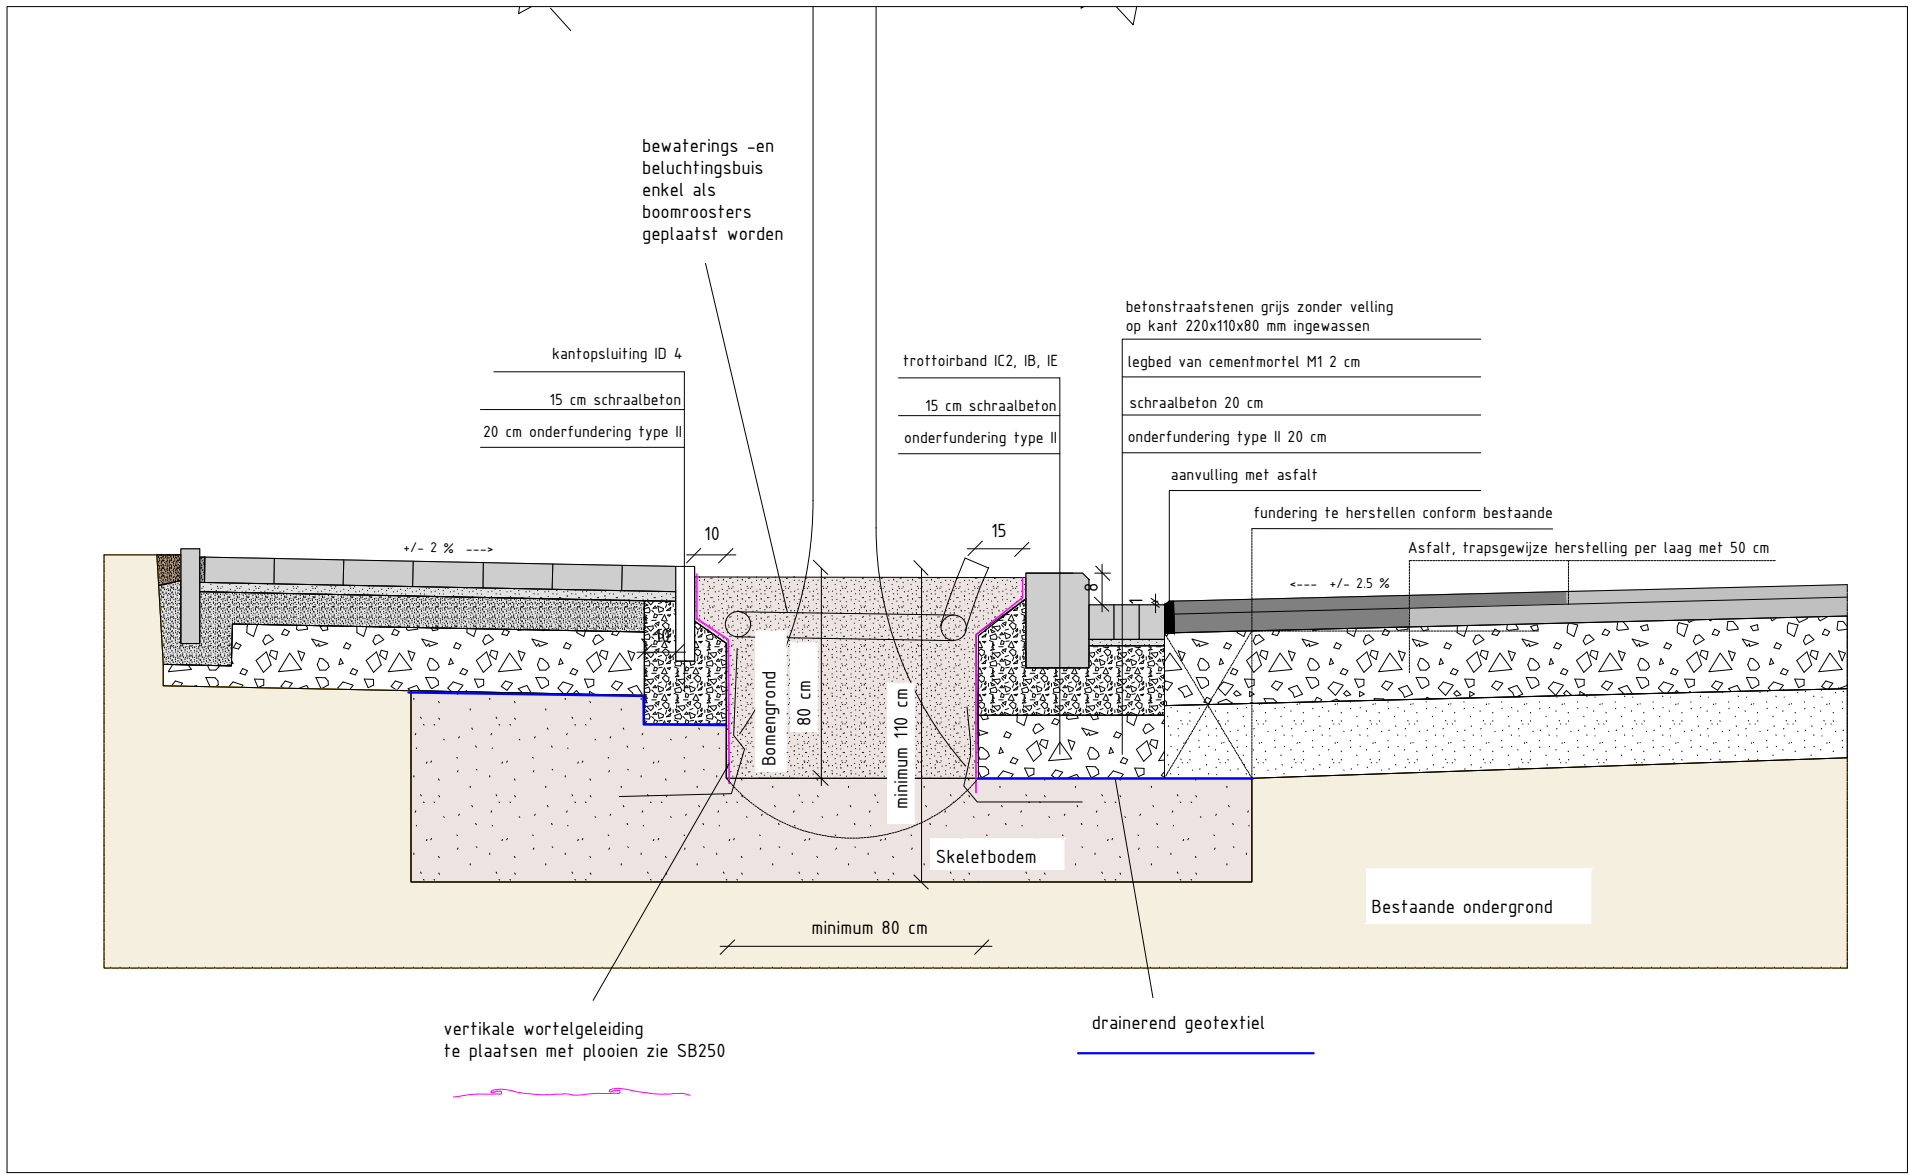 bewaterings -en
beluchtingsbuis
enkel als
boomroosters
geplaatst worden
kantopsluiting ID 4
15 cm schraalbeton
20 cm onderfundering type II
trottoirband IC2, IB, IE
15 cm schraalbeton
onderfundering type II
betonstraatstenen grijs zonder velling
op kant 220x110x80 mm ingewassen
legbed van cementmortel M1 2 cm
schraalbeton 20 cm
onderfundering type II 20 cm
aanvulling met asfalt
fundering te herstellen conform bestaande
Asfalt, trapsgewijze herstelling per laag met 50 cm
+/- 2 % --->
10
15
<--- +/- 2.5 %
8
1
10
Bomengrond
80 cm
minimum 110 cm
Skeletbodem
Bestaande ondergrond
minimum 80 cm
vertikale wortelgeleiding
te plaatsen met plooien zie SB250
drainerend geotextiel